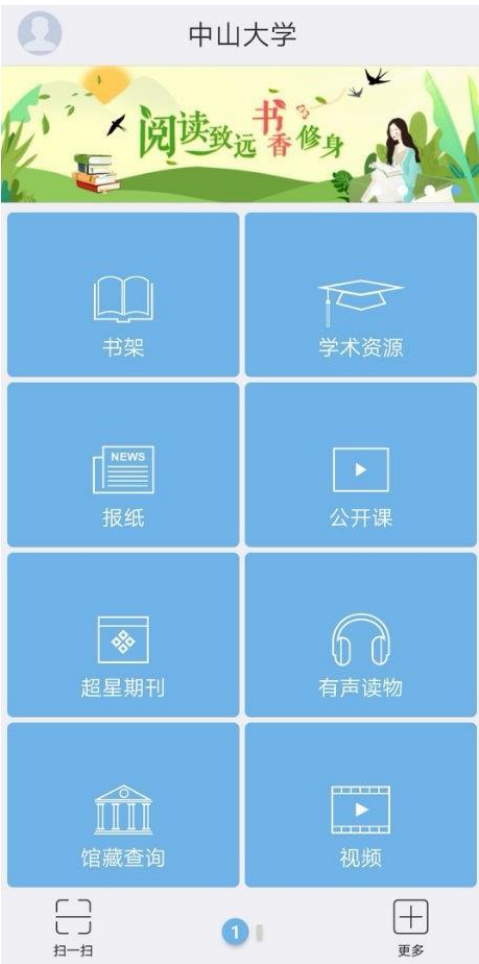 中山大学
阅读致远 书香修身
书架
学术资源
NEWS
报纸
公开课
超星期刊
有声读物
馆藏查询
视频
扫一扫
1
更多